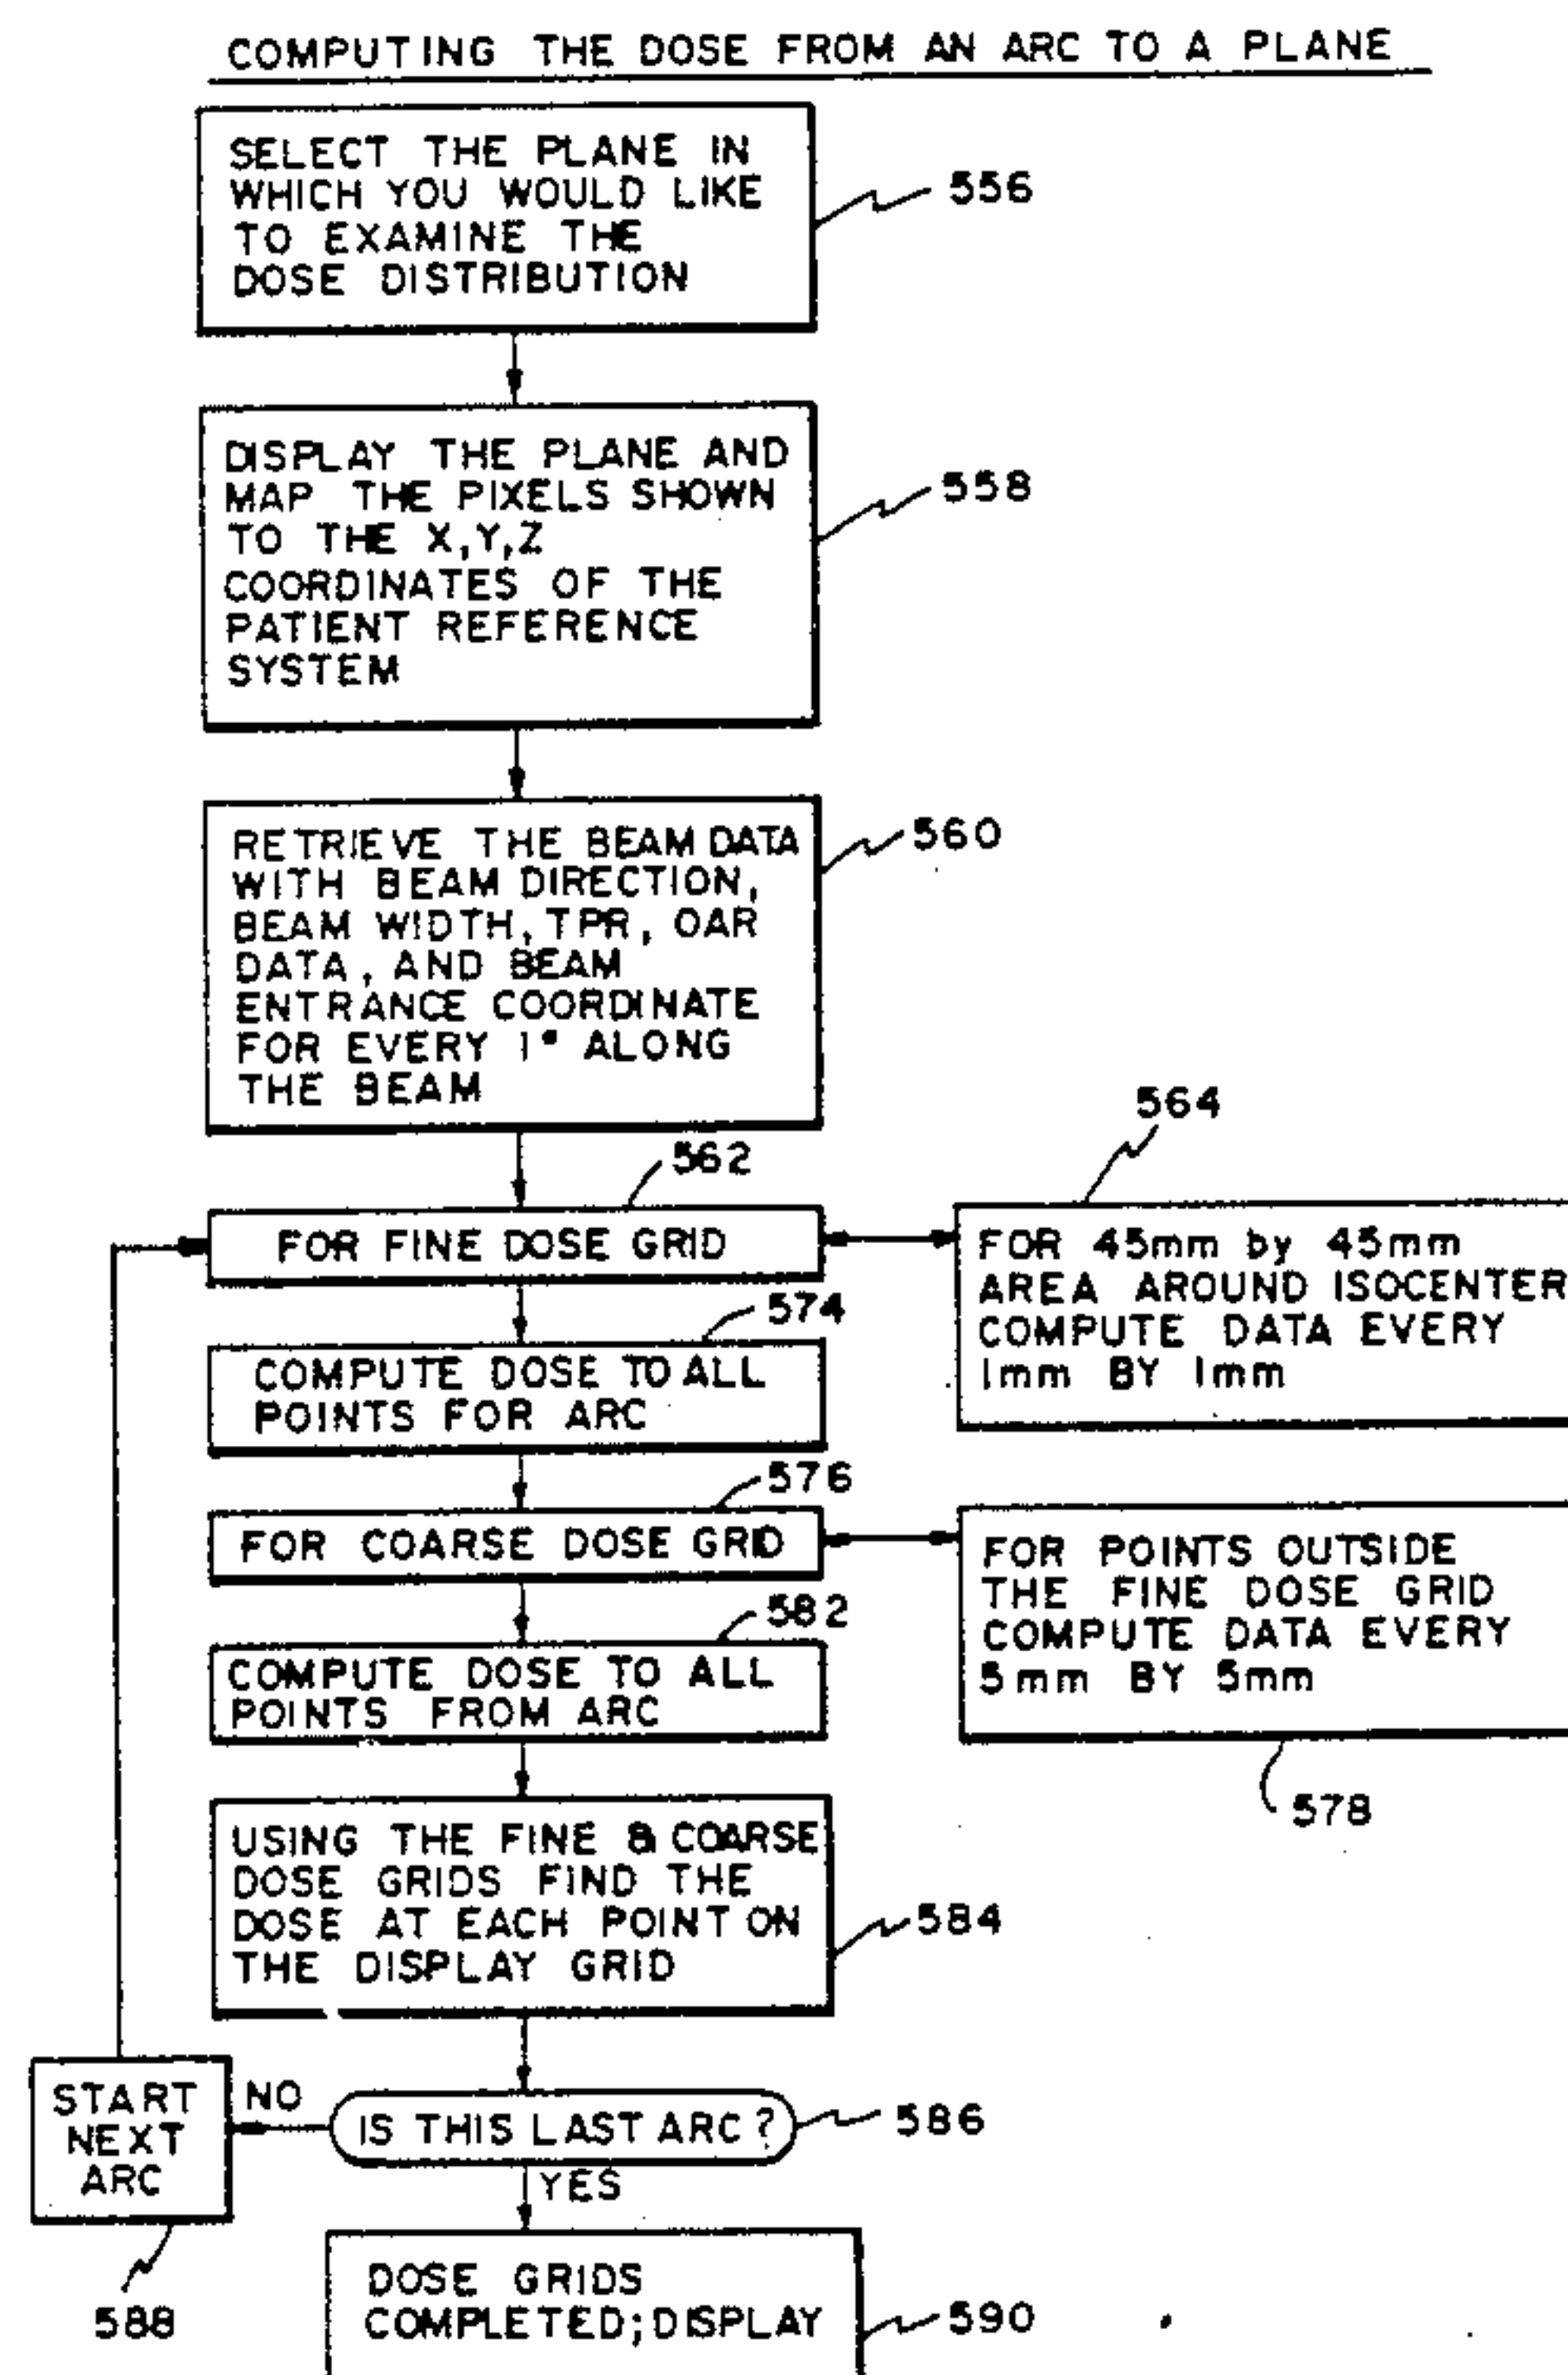 COMPUTING THE DOSE FROM AN ARC TO A PLANE
SELECT THE PLANE IN
WHICH YOU WOULD LIKE
TO EXAMINE THE
DOSE DISTRIBUTION
556
DISPLAY THE PLANE AND
MAP THE PIXELS SHOWN
TO THE X,Y,Z
COORDINATES OF THE
PATIENT REFERENCE
SYSTEM
558
RETRIEVE THE BEAM DATA
WITH BEAM DIRECTION,
BEAM WIDTH, TPR, OAR
DATA, AND BEAM
ENTRANCE COORDINATE
FOR EVERY 1° ALONG
THE BEAM
560
562
FOR FINE DOSE GRID
564
FOR 45mm by 45mm
AREA AROUND ISOCENTER
COMPUTE DATA EVERY
1mm BY 1mm
574
COMPUTE DOSE TO ALL
POINTS FOR ARC
576
FOR COARSE DOSE GRID
FOR POINTS OUTSIDE
THE FINE DOSE GRID
COMPUTE DATA EVERY
5mm BY 5mm
578
582
COMPUTE DOSE TO ALL
POINTS FROM ARC
USING THE FINE & COARSE
DOSE GRIDS FIND THE
DOSE AT EACH POINT ON
THE DISPLAY GRID
584
IS THIS LAST ARC?
586
NO
YES
START
NEXT
ARC
588
DOSE GRIDS
COMPLETED; DISPLAY
590